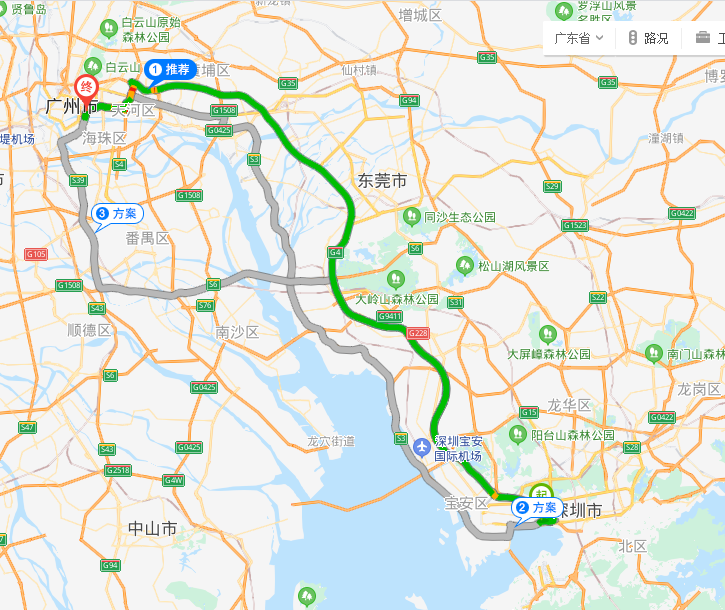 贤鲁岛
白云山原始
森林公园
增城区
罗浮山风景
名胜区
广东省
路况
白云山
1 推荐
埔区
仙村镇
G35
G35
G35
G94
博罗
终
广州市
天河区
G1508
G0425
堤机场
海珠区
S4
S3
潼湖镇
S39
东莞市
S29
G1508
3 方案
同沙生态公园
G0422
G1523
番禺区
S6
G105
G4
松山湖风景区
G1508
S6
大岭山森林公园
S43
S76
S31
S22
G9411
顺德区
南沙区
G228
大屏嶂森林公园
南门山森林
S6
G0425
龙岗区
龙华区
G15
G0422
S47
龙穴街道
S3
深圳宝安
国际机场
阳台山森林公园
S43
G0425
S28
G2518
G4W
起
宝安区
2 方案
深圳市
中山市
北区
G94